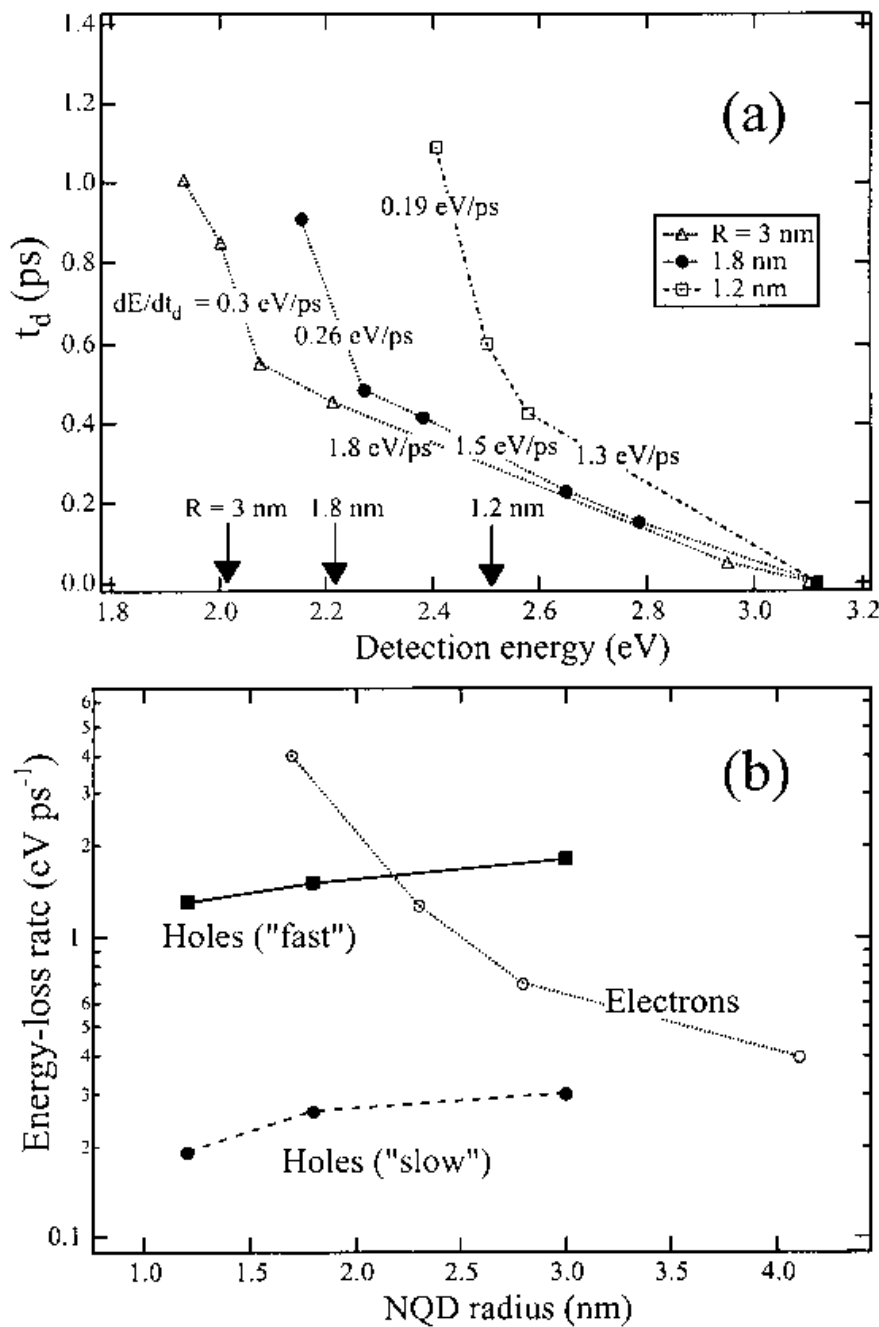 1.4
(a)
1.2
1.0
0.19 eV/ps
R = 3 nm
1.8 nm
1.2 nm
0.8
t_d (ps)
dE/dt_d = 0.3 eV/ps
0.26 eV/ps
0.6
0.4
1.8 eV/ps
1.5 eV/ps
1.3 eV/ps
0.2
R = 3 nm
1.8 nm
1.2 nm
0.0
1.8 2.0 2.2 2.4 2.6 2.8 3.0 3.2
Detection energy (eV)
6
5
4
3
2
1
8
6
5
4
3
2
0.1
(b)
Energy-loss rate (eV ps⁻¹)
Holes ("fast")
Electrons
Holes ("slow")
1.0 1.5 2.0 2.5 3.0 3.5 4.0
NQD radius (nm)